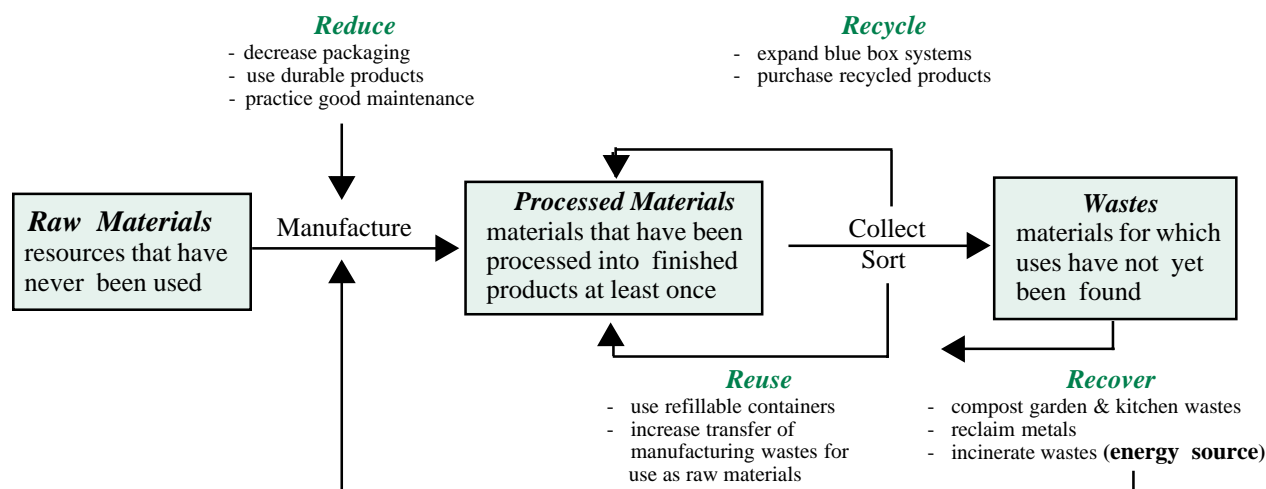 Reduce
- decrease packaging
- use durable products
- practice good maintenance
Recycle
- expand blue box systems
- purchase recycled products
Raw Materials
resources that have
never been used
Manufacture
Processed Materials
materials that have been
processed into finished
products at least once
Collect
Sort
Wastes
materials for which
uses have not yet
been found
Reuse
- use refillable containers
- increase transfer of
manufacturing wastes for
use as raw materials
Recover
- compost garden & kitchen wastes
- reclaim metals
- incinerate wastes (energy source)